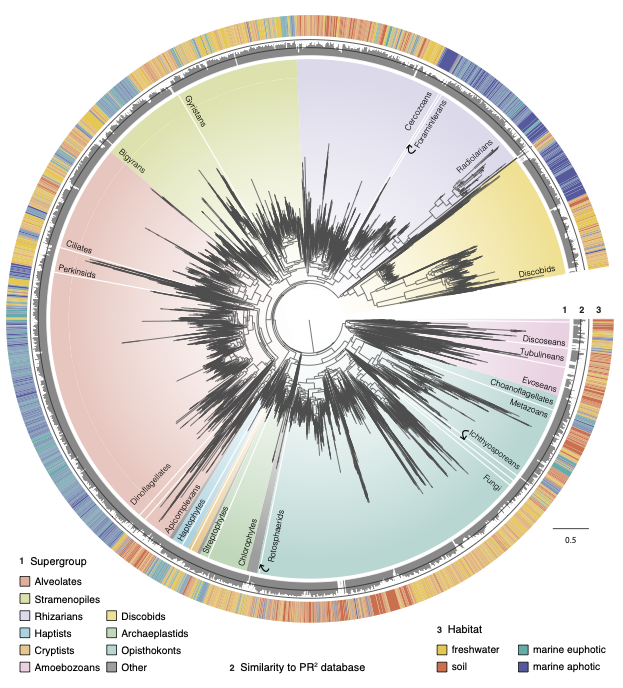 Gyristans
Cercozoans
Foraminiferans
Radiolarians
Bigyrans
Ciliates
Perkinsids
Discobids
1 2 3
Discoseans
Tubulineans
Evoseans
Choanoflagellates
Metazoans
Ichthyosporeans
Fungi
Dinoflagellates
Apicomplexans
Haptophytes
Streptophytes
Chlorophytes
Rotosphaerids
0.5
1 Supergroup
Alveolates
Stramenopiles
Rhizarians
Haptists
Cryptists
Amoebozoans
Discobids
Archaeplastids
Opisthokonts
Other
2 Similarity to PR² database
3 Habitat
freshwater
soil
marine euphotic
marine aphotic